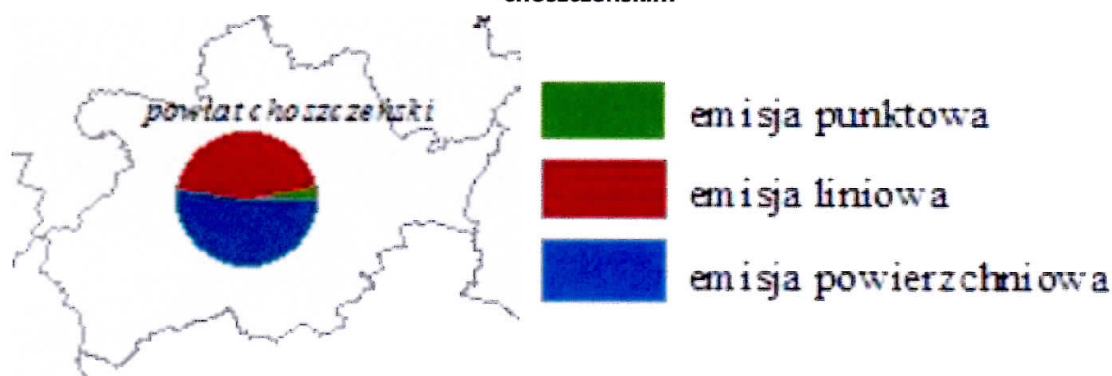 powiat choszczeński
emisja punktowa
emisja liniowa
emisja powierzchniowa